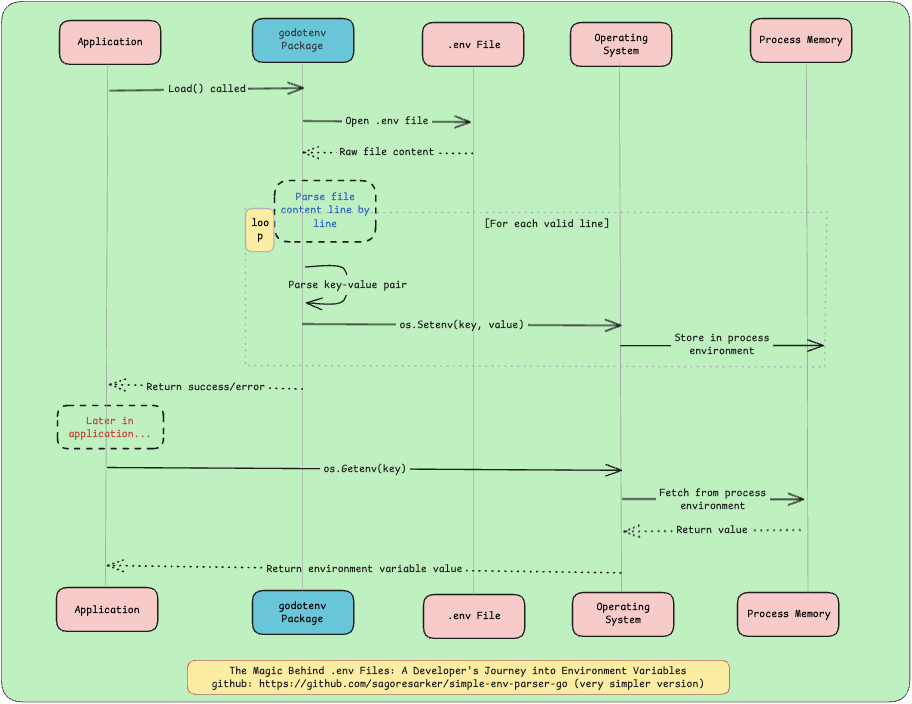 Application
godotenv
Package
.env File
Operating
System
Process Memory
Load() called
Open .env file
Raw file content
Parse file
content line by
line
loo
p
[For each valid line]
Parse key-value pair
os.Setenv(key, value)
Store in process
environment
Return success/error
Later in
application...
os.Getenv(key)
Fetch from process
environment
Return value
Return environment variable value
Application
godotenv
Package
.env File
Operating
System
Process Memory
The Magic Behind .env Files: A Developer's Journey into Environment Variables
github: https://github.com/sagoresarker/simple-env-parser-go (very simpler version)